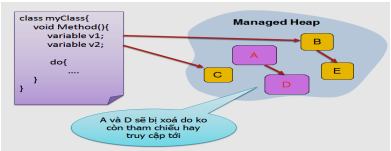 class myClass{
void Method(){
variable v1;
variable v2;
do{
....
}
}
Managed Heap
A
B
C
D
E
A và D sẽ bị xoá do ko
còn tham chiếu hay
truy cập tới